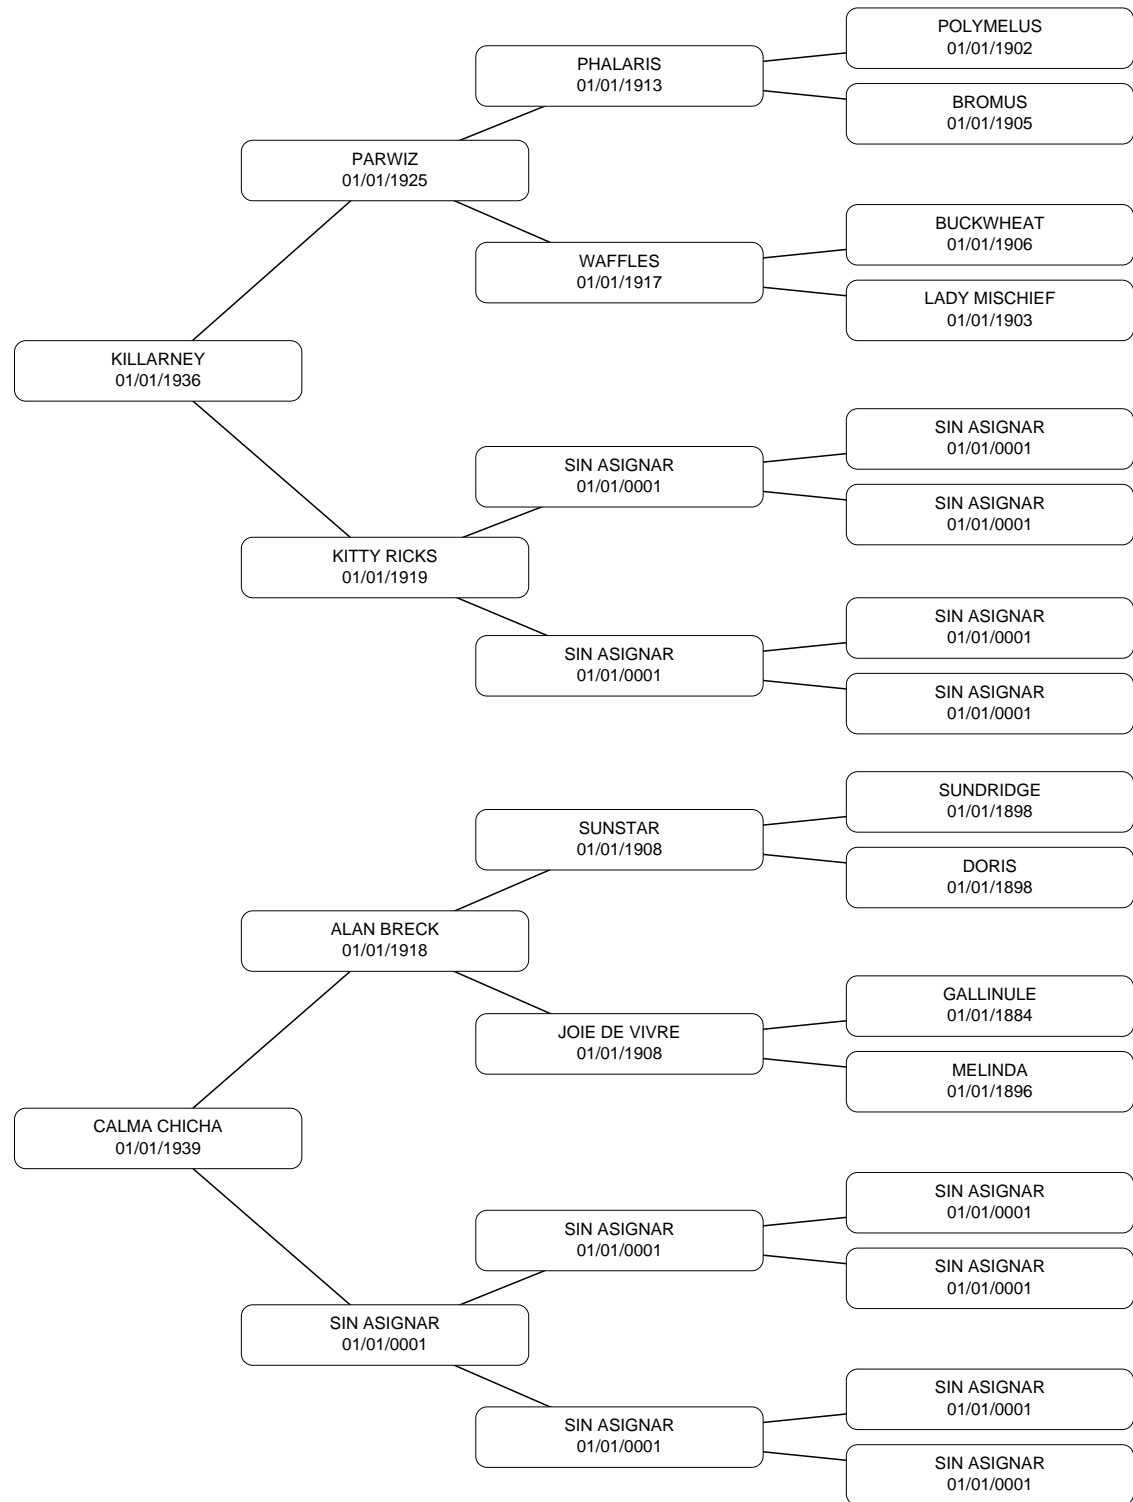 POLYMELUS
01/01/1902
PHALARIS
01/01/1913
BROMUS
01/01/1905
PARWIZ
01/01/1925
BUCKWHEAT
01/01/1906
WAFFLES
01/01/1917
LADY MISCHIEF
01/01/1903
KILLARNEY
01/01/1936
SIN ASIGNAR
01/01/0001
SIN ASIGNAR
01/01/0001
SIN ASIGNAR
01/01/0001
KITTY RICKS
01/01/1919
SIN ASIGNAR
01/01/0001
SIN ASIGNAR
01/01/0001
SIN ASIGNAR
01/01/0001
SUNDRIDGE
01/01/1898
SUNSTAR
01/01/1908
DORIS
01/01/1898
ALAN BRECK
01/01/1918
GALLINULE
01/01/1884
JOIE DE VIVRE
01/01/1908
MELINDA
01/01/1896
CALMA CHICHA
01/01/1939
SIN ASIGNAR
01/01/0001
SIN ASIGNAR
01/01/0001
SIN ASIGNAR
01/01/0001
SIN ASIGNAR
01/01/0001
SIN ASIGNAR
01/01/0001
SIN ASIGNAR
01/01/0001
SIN ASIGNAR
01/01/0001